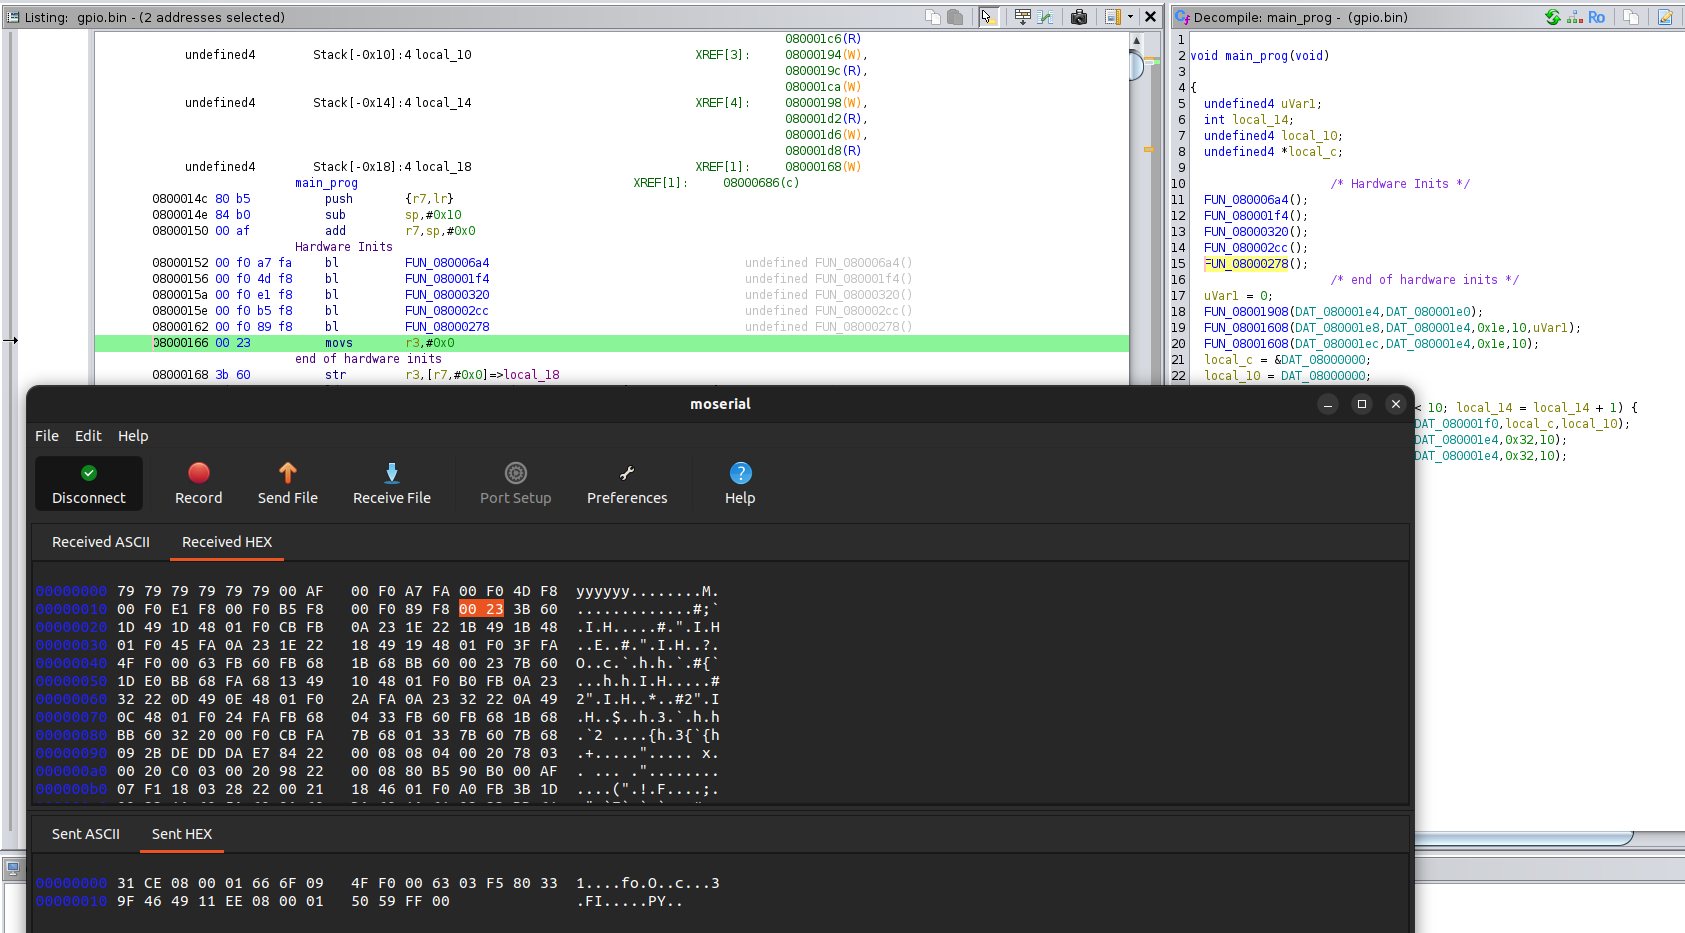 Listing: gpio.bin - (2 addresses selected)
080001c6(R)
undefined4 Stack[-0x10]:4 local_10 XREF[3]: 08000194(W),
0800019c(R),
080001ca(W)
undefined4 Stack[-0x14]:4 local_14 XREF[4]: 08000198(W),
080001d2(R),
080001d6(W),
080001d8(R)
undefined4 Stack[-0x18]:4 local_18 XREF[1]: 08000168(W)
main_prog XREF[1]: 08000686(c)
0800014c 80 b5 push {r7,lr}
0800014e 84 b0 sub sp,#0x10
08000150 00 af add r7,sp,#0x0
Hardware Inits
08000152 00 f0 a7 fa bl FUN_080006a4 undefined FUN_080006a4()
08000156 00 f0 4d f8 bl FUN_080001f4 undefined FUN_080001f4()
0800015a 00 f0 e1 f8 bl FUN_08000320 undefined FUN_08000320()
0800015e 00 f0 b5 f8 bl FUN_080002cc undefined FUN_080002cc()
08000162 00 f0 89 f8 bl FUN_08000278 undefined FUN_08000278()
08000166 00 23 movs r3,#0x0
end of hardware inits
08000168 3b 60 str r3,[r7,#0x0]=>local_18
Decompile: main_prog - (gpio.bin)
Ro
1
2 void main_prog(void)
3
4 {
5 undefined4 uVar1;
6 int local_14;
7 undefined4 local_10;
8 undefined4 *local_c;
9
10 /* Hardware Inits */
11 FUN_080006a4();
12 FUN_080001f4();
13 FUN_08000320();
14 FUN_080002cc();
15 FUN_08000278();
16 /* end of hardware inits */
17 uVar1 = 0;
18 FUN_08001908(DAT_080001e4,DAT_080001e0);
19 FUN_08001608(DAT_080001e8,DAT_080001e4,0x1e,10,uVar1);
20 FUN_08001608(DAT_080001ec,DAT_080001e4,0x1e,10);
21 local_c = &DAT_08000000;
22 local_10 = DAT_08000000;
< 10; local_14 = local_14 + 1) {
DAT_080001f0,local_c,local_10);
DAT_080001e4,0x32,10);
DAT_080001e4,0x32,10);
moserial
File Edit Help
Disconnect Record Send File Receive File Port Setup Preferences Help
Received ASCII Received HEX
00000000 79 79 79 79 79 79 00 AF 00 F0 A7 FA 00 F0 4D F8 yyyyyy........M.
00000010 00 F0 E1 F8 00 F0 B5 F8 00 F0 89 F8 00 23 3B 60 .............#;`
00000020 1D 49 1D 48 01 F0 CB FB 0A 23 1E 22 1B 49 1B 48 .I.H.....#.".I.H
00000030 01 F0 45 FA 0A 23 1E 22 18 49 19 48 01 F0 3F FA ..E..#.".I.H..?.
00000040 4F F0 00 63 FB 60 FB 68 1B 68 BB 60 00 23 7B 60 O..c.`.h.h.`.#{`
00000050 1D E0 BB 68 FA 68 13 49 10 48 01 F0 B0 FB 0A 23 ...h.h.I.H.....#
00000060 32 22 0D 49 0E 48 01 F0 2A FA 0A 23 32 22 0A 49 2".I.H..*..#2".I
00000070 0C 48 01 F0 24 FA FB 68 04 33 FB 60 FB 68 1B 68 .H..$..h.3.`.h.h
00000080 BB 60 32 20 00 F0 CB FA 7B 68 01 33 7B 60 7B 68 .`2 ....{h.3{`{h
00000090 09 2B DE DD DA E7 84 22 00 08 08 04 00 20 78 03 .+.....“..... x.
000000a0 00 20 C0 03 00 20 98 22 00 08 80 B5 90 B0 00 AF . ... ."........
000000b0 07 F1 18 03 28 22 00 21 18 46 01 F0 A0 FB 3B 1D ....(".!.F....;.
Sent ASCII Sent HEX
00000000 31 CE 08 00 01 66 6F 09 4F F0 00 63 03 F5 80 33 1....fo.O..c...3
00000010 9F 46 49 11 EE 08 00 01 50 59 FF 00 .FI.....PY..